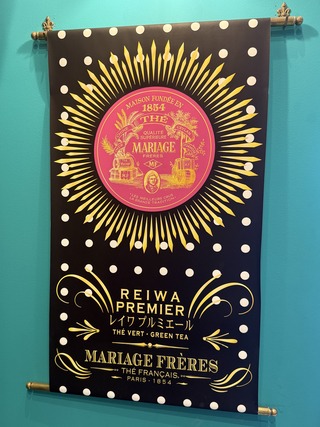 MAISON FONDÉE EN
1854
THÉ
QUALITÉ
SUPÉRIEURE
MARIAGE
FRÈRES
MF
REIWA
PREMIER
レイワ プルミエール
THÉ VERT • GREEN TEA
MARIAGE FRÈRES
THÉ FRANÇAIS
PARIS - 1854